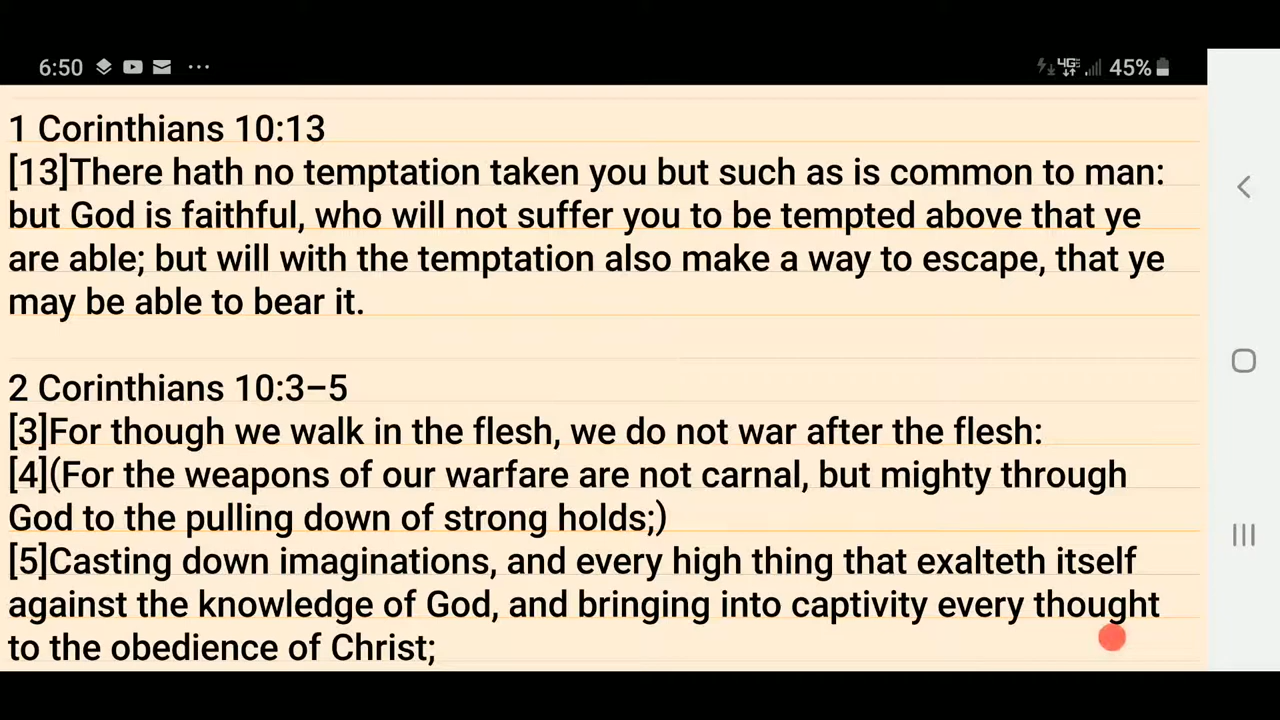 6:50 ... 4G 45%
1 Corinthians 10:13
[13]There hath no temptation taken you but such as is common to man:
but God is faithful, who will not suffer you to be tempted above that ye
are able; but will with the temptation also make a way to escape, that ye
may be able to bear it.
2 Corinthians 10:3–5
[3]For though we walk in the flesh, we do not war after the flesh:
[4](For the weapons of our warfare are not carnal, but mighty through
God to the pulling down of strong holds;)
[5]Casting down imaginations, and every high thing that exalteth itself
against the knowledge of God, and bringing into captivity every thought
to the obedience of Christ;